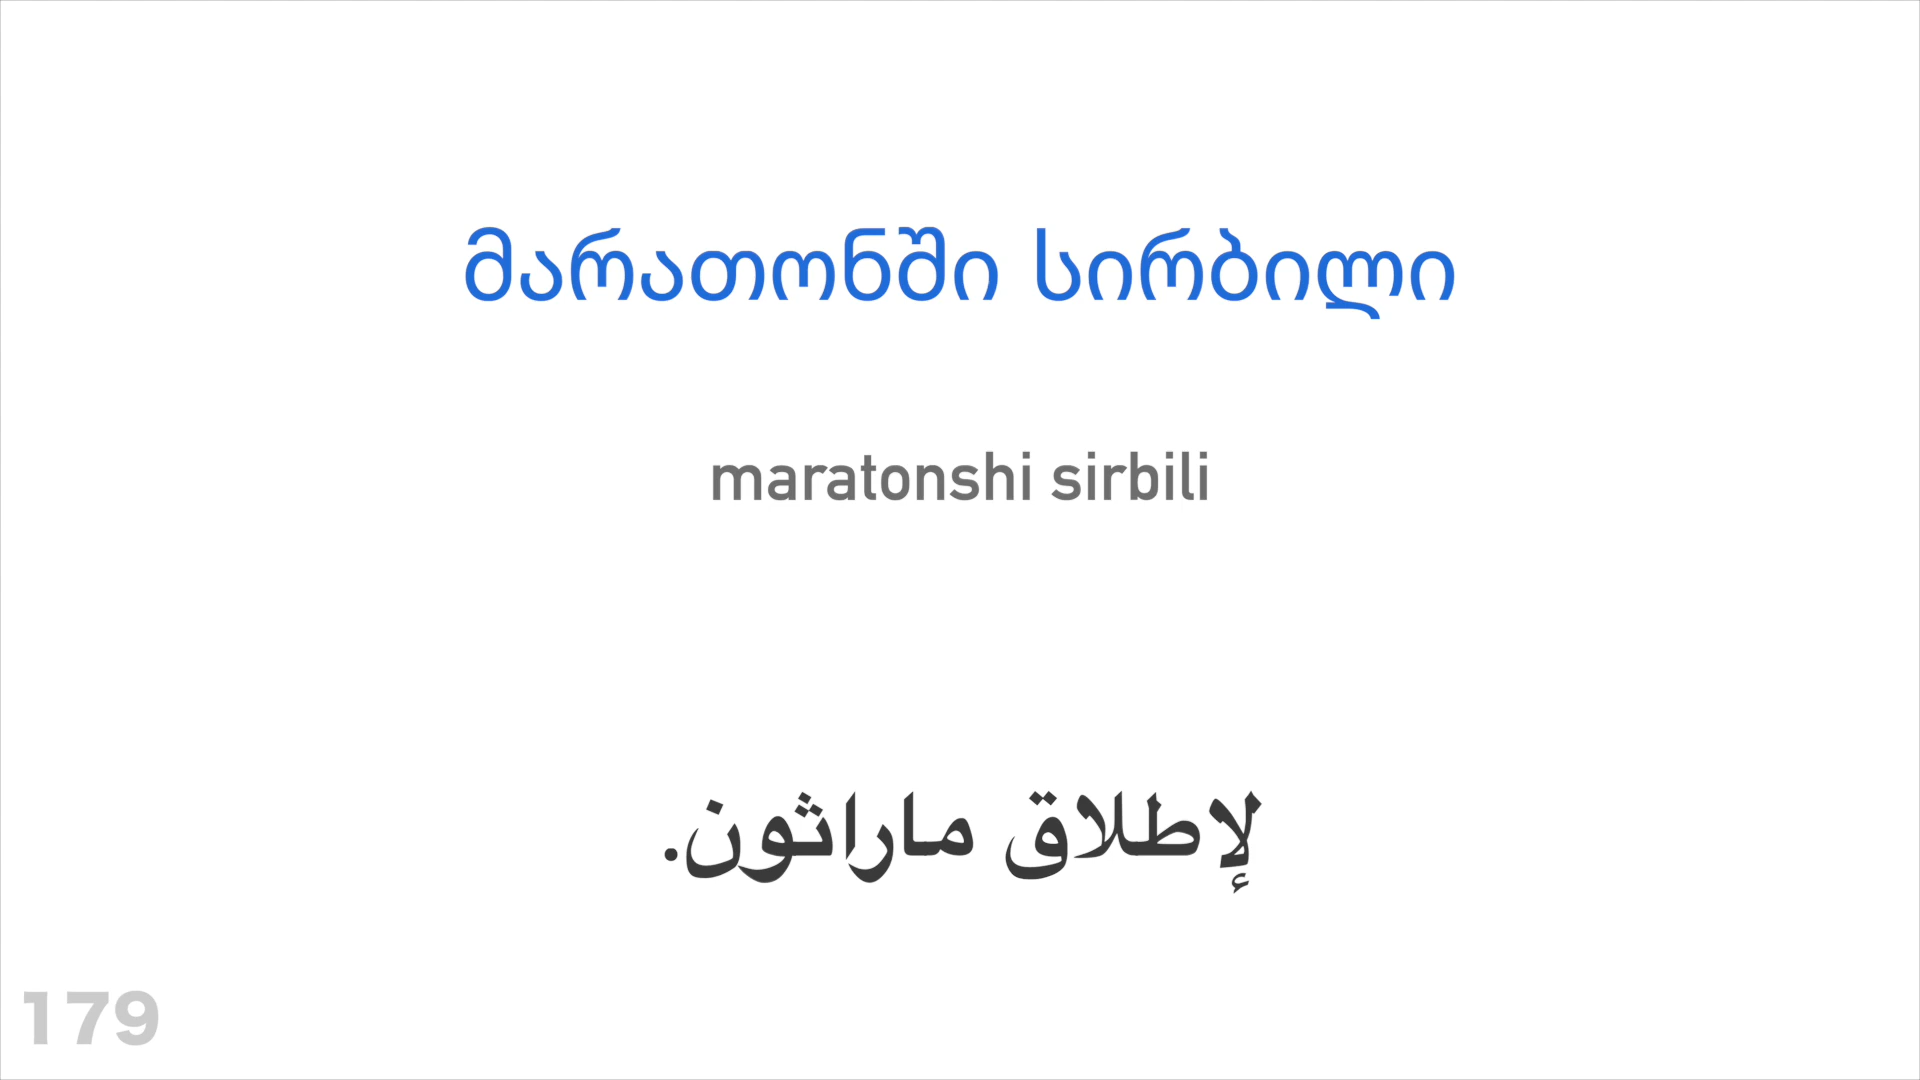 მარათონში სირბილი
maratonshi sirbili
لإطلاق ماراثون.
179